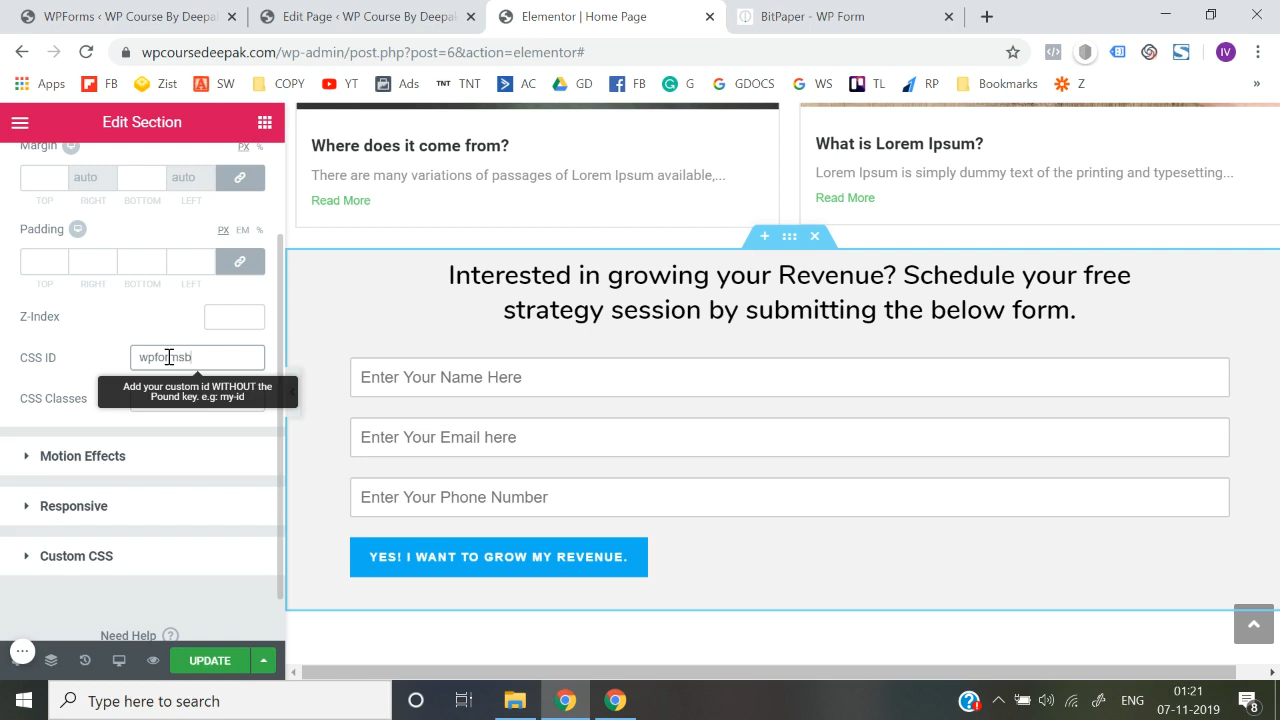 WPForms ‹ WP Course By Deepak
Edit Page ‹ WP Course By Deepak
Elementor | Home Page
BitPaper - WP Form
wpcoursedeepak.com/wp-admin/post.php?post=6&action=elementor#
IV
Apps
FB
Zist
SW
COPY
YT
Ads
TNT
TNT
AC
GD
FB
G
GDOCS
WS
TL
RP
Bookmarks
Z
Edit Section
Margin
PX %
auto
auto
TOP RIGHT BOTTOM LEFT
Padding
PX EM %
TOP RIGHT BOTTOM LEFT
Z-Index
CSS ID
wpformsb
Add your custom id WITHOUT the
Pound key. e.g: my-id
CSS Classes
Motion Effects
Responsive
Custom CSS
Need Help
UPDATE
Where does it come from?
There are many variations of passages of Lorem Ipsum available,...
Read More
What is Lorem Ipsum?
Lorem Ipsum is simply dummy text of the printing and typesetting...
Read More
Interested in growing your Revenue? Schedule your free
strategy session by submitting the below form.
Enter Your Name Here
Enter Your Email here
Enter Your Phone Number
YES! I WANT TO GROW MY REVENUE.
Type here to search
ENG
01:21
07-11-2019
8